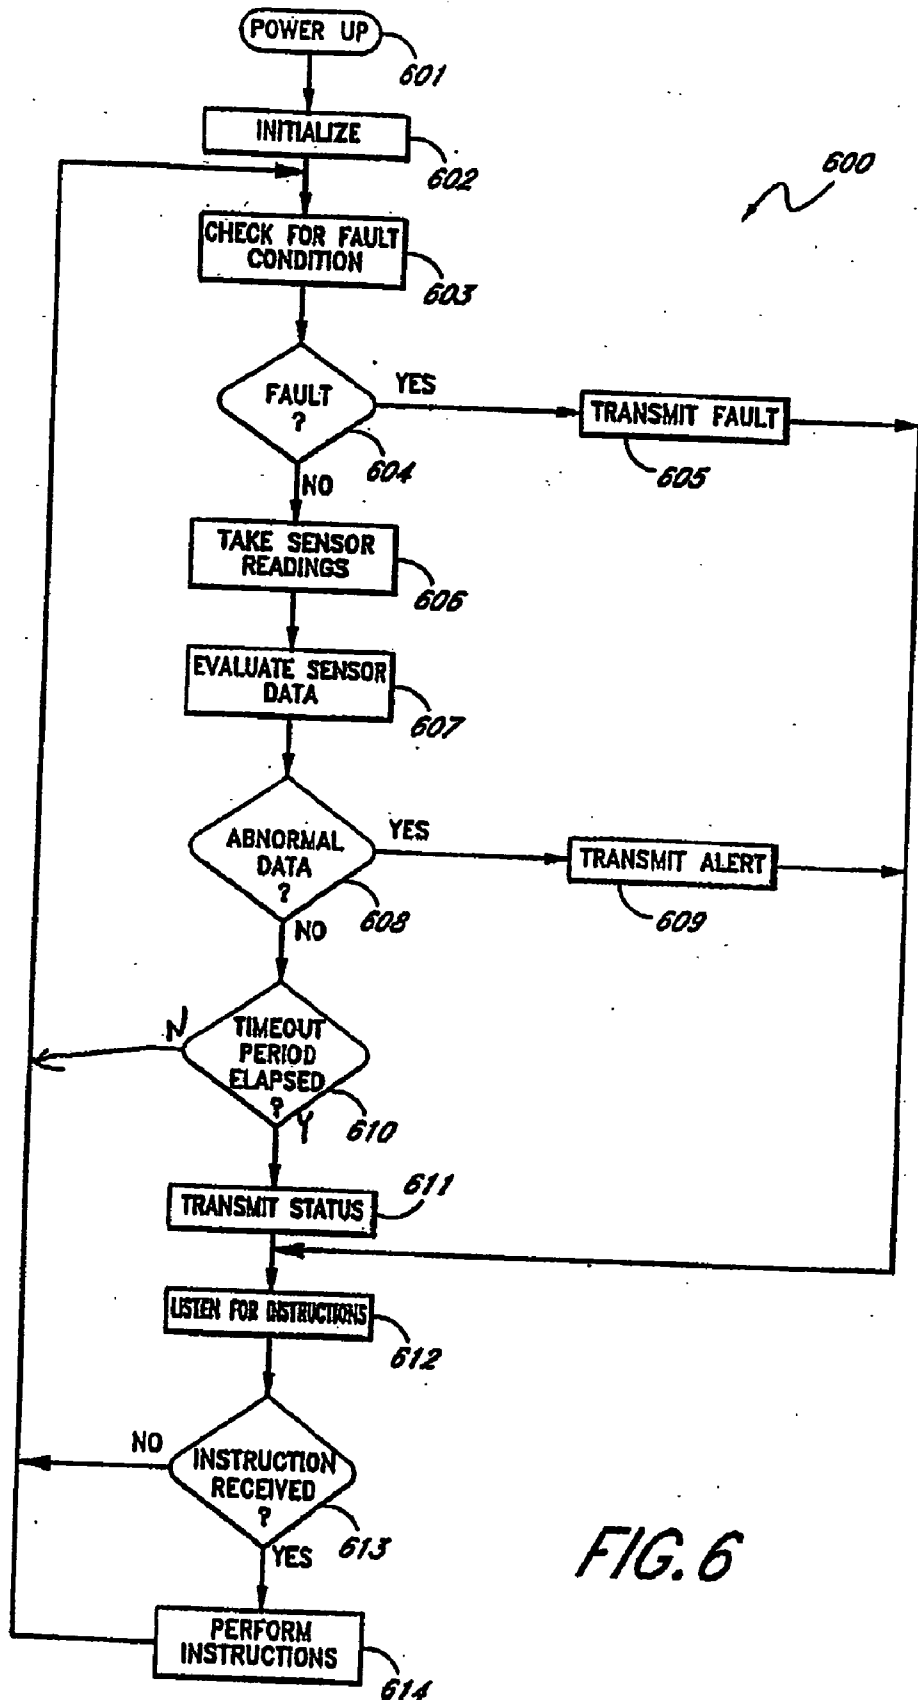 POWER UP
601
INITIALIZE
602
600
CHECK FOR FAULT
CONDITION
603
FAULT
?
YES
604
NO
TRANSMIT FAULT
605
TAKE SENSOR
READINGS
606
EVALUATE SENSOR
DATA
607
ABNORMAL
DATA
?
YES
608
NO
TRANSMIT ALERT
609
N
TIMEOUT
PERIOD
ELAPSED
?
Y
610
TRANSMIT STATUS
611
LISTEN FOR INSTRUCTIONS
612
NO
INSTRUCTION
RECEIVED
?
613
YES
PERFORM
INSTRUCTIONS
614
FIG. 6